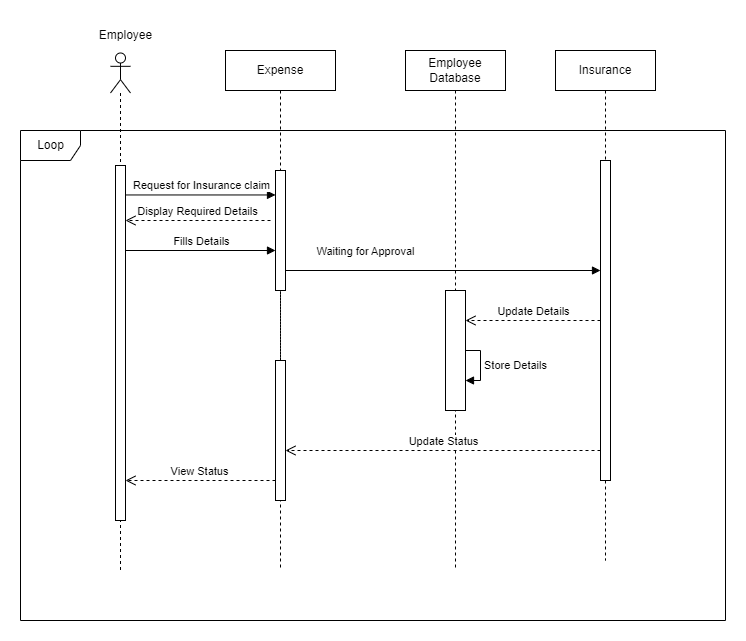 Employee
Expense
Employee
Database
Insurance
Loop
Request for Insurance claim
Display Required Details
Fills Details
Waiting for Approval
Update Details
Store Details
Update Status
View Status